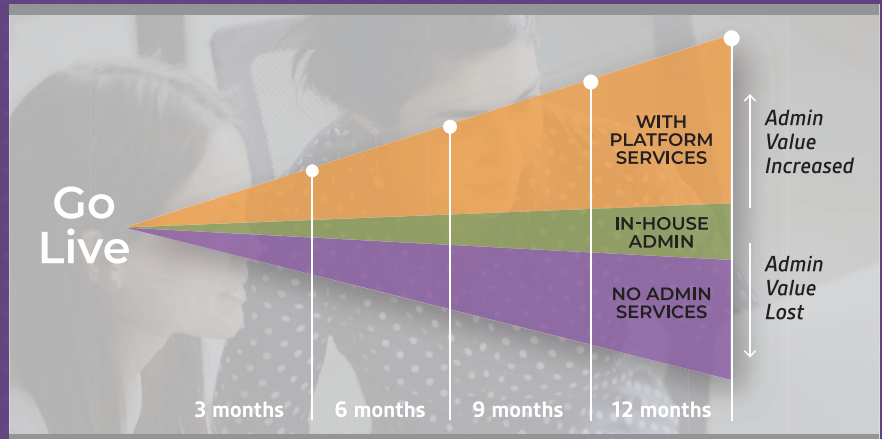 Go
Live
WITH
PLATFORM
SERVICES
IN-HOUSE
ADMIN
NO ADMIN
SERVICES
Admin
Value
Increased
Admin
Value
Lost
3 months
6 months
9 months
12 months